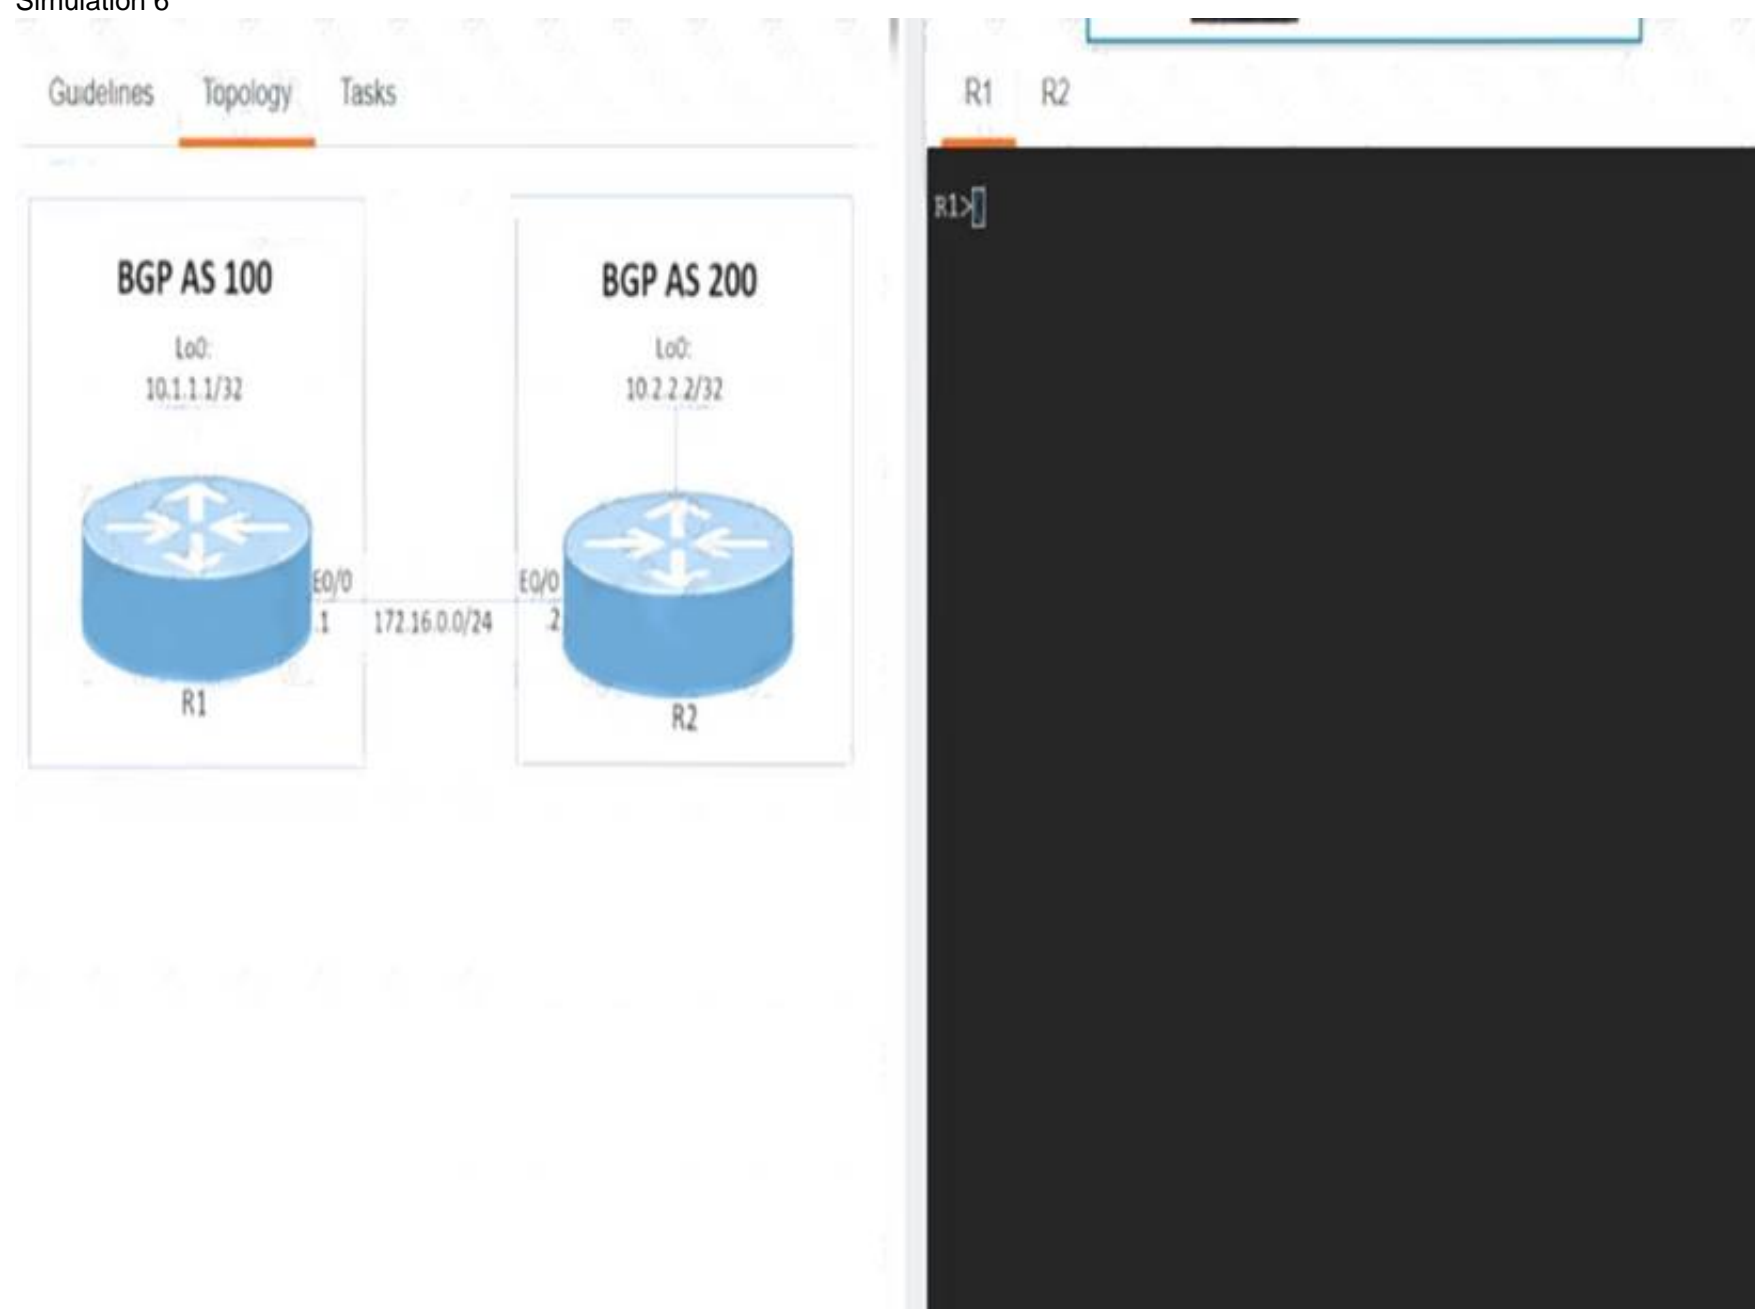 Simulation 6
Guidelines Topology Tasks
R1 R2
R1>
BGP AS 100
Lo0:
10.1.1.1/32
BGP AS 200
Lo0:
10.2.2.2/32
E0/0
.1
172.16.0.0/24
E0/0
.2
R1
R2